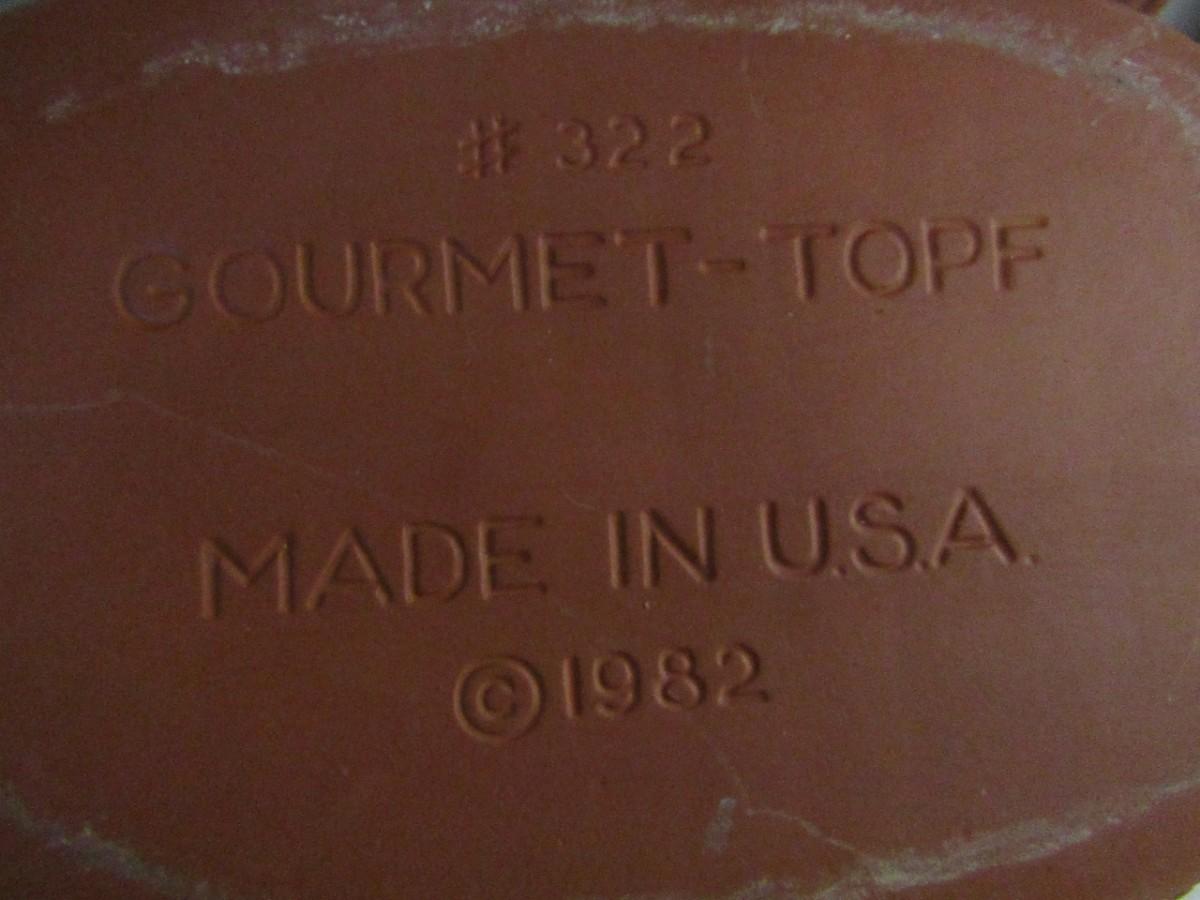 # 322
GOURMET-TOPF
MADE IN U.S.A.
©1982